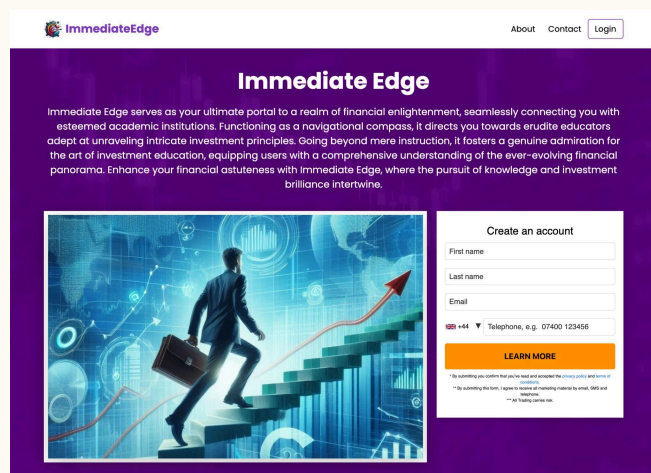 ImmediateEdge
About Contact Login
Immediate Edge
Immediate Edge serves as your ultimate portal to a realm of financial enlightenment, seamlessly connecting you with
esteemed academic institutions. Functioning as a navigational compass, it directs you towards erudite educators
adept at unraveling intricate investment principles. Going beyond mere instruction, it fosters a genuine admiration for
the art of investment education, equipping users with a comprehensive understanding of the ever-evolving financial
panorama. Enhance your financial astuteness with Immediate Edge, where the pursuit of knowledge and investment
brilliance intertwine.
Create an account
First name
Last name
Email
+44 ▼ Telephone, e.g. 07400 123456
LEARN MORE
* By submitting you confirm that you've read and accepted the privacy policy and terms of
conditions.
** By submitting this form, I agree to receive all marketing material by email, SMS and
telephone.
*** All Trading carries risk.